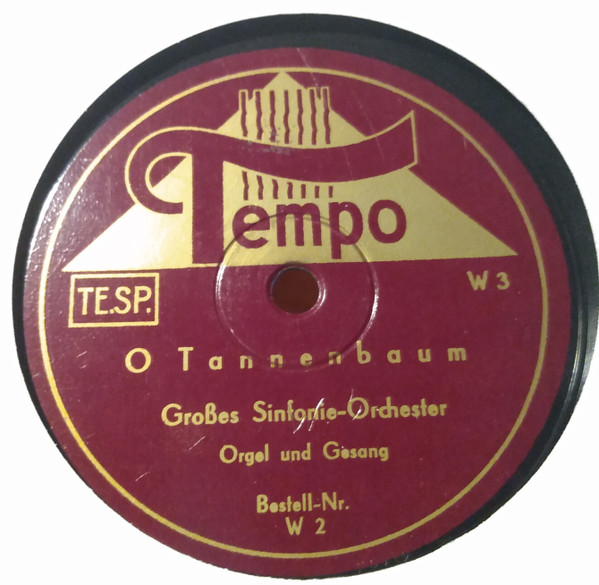 Tempo
TE.SP.
W 3
O Tannenbaum
Großes Sinfonie-Orchester
Orgel und Gesang
Bestell-Nr.
W 2